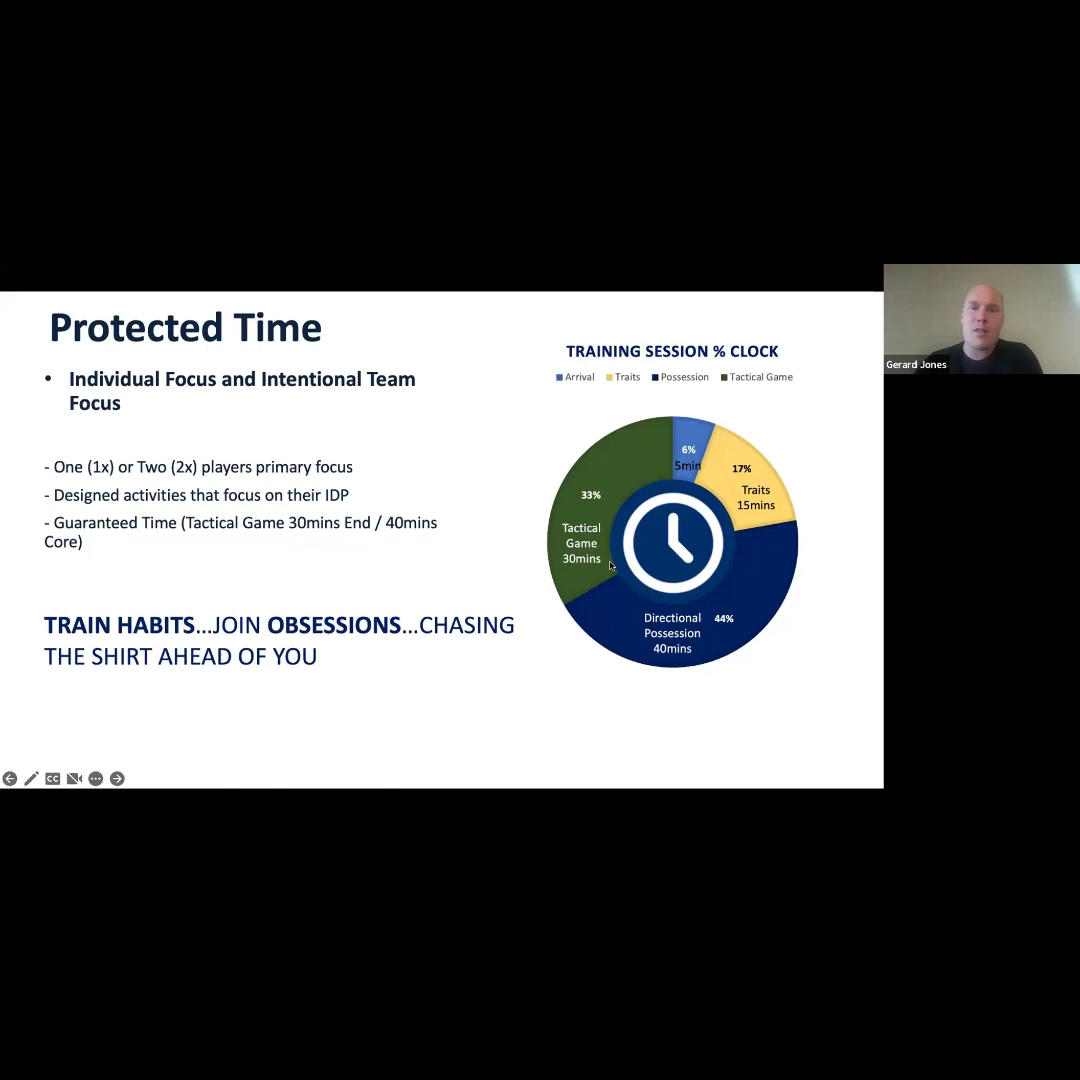 Protected Time
• Individual Focus and Intentional Team
Focus
- One (1x) or Two (2x) players primary focus
- Designed activities that focus on their IDP
- Guaranteed Time (Tactical Game 30mins End / 40mins
Core)
TRAIN HABITS...JOIN OBSESSIONS...CHASING
THE SHIRT AHEAD OF YOU
TRAINING SESSION % CLOCK
Arrival Traits Possession Tactical Game
6%
5min
17%
Traits
15mins
33%
Tactical
Game
30mins
Directional
Possession
40mins
44%
Gerard Jones
CC